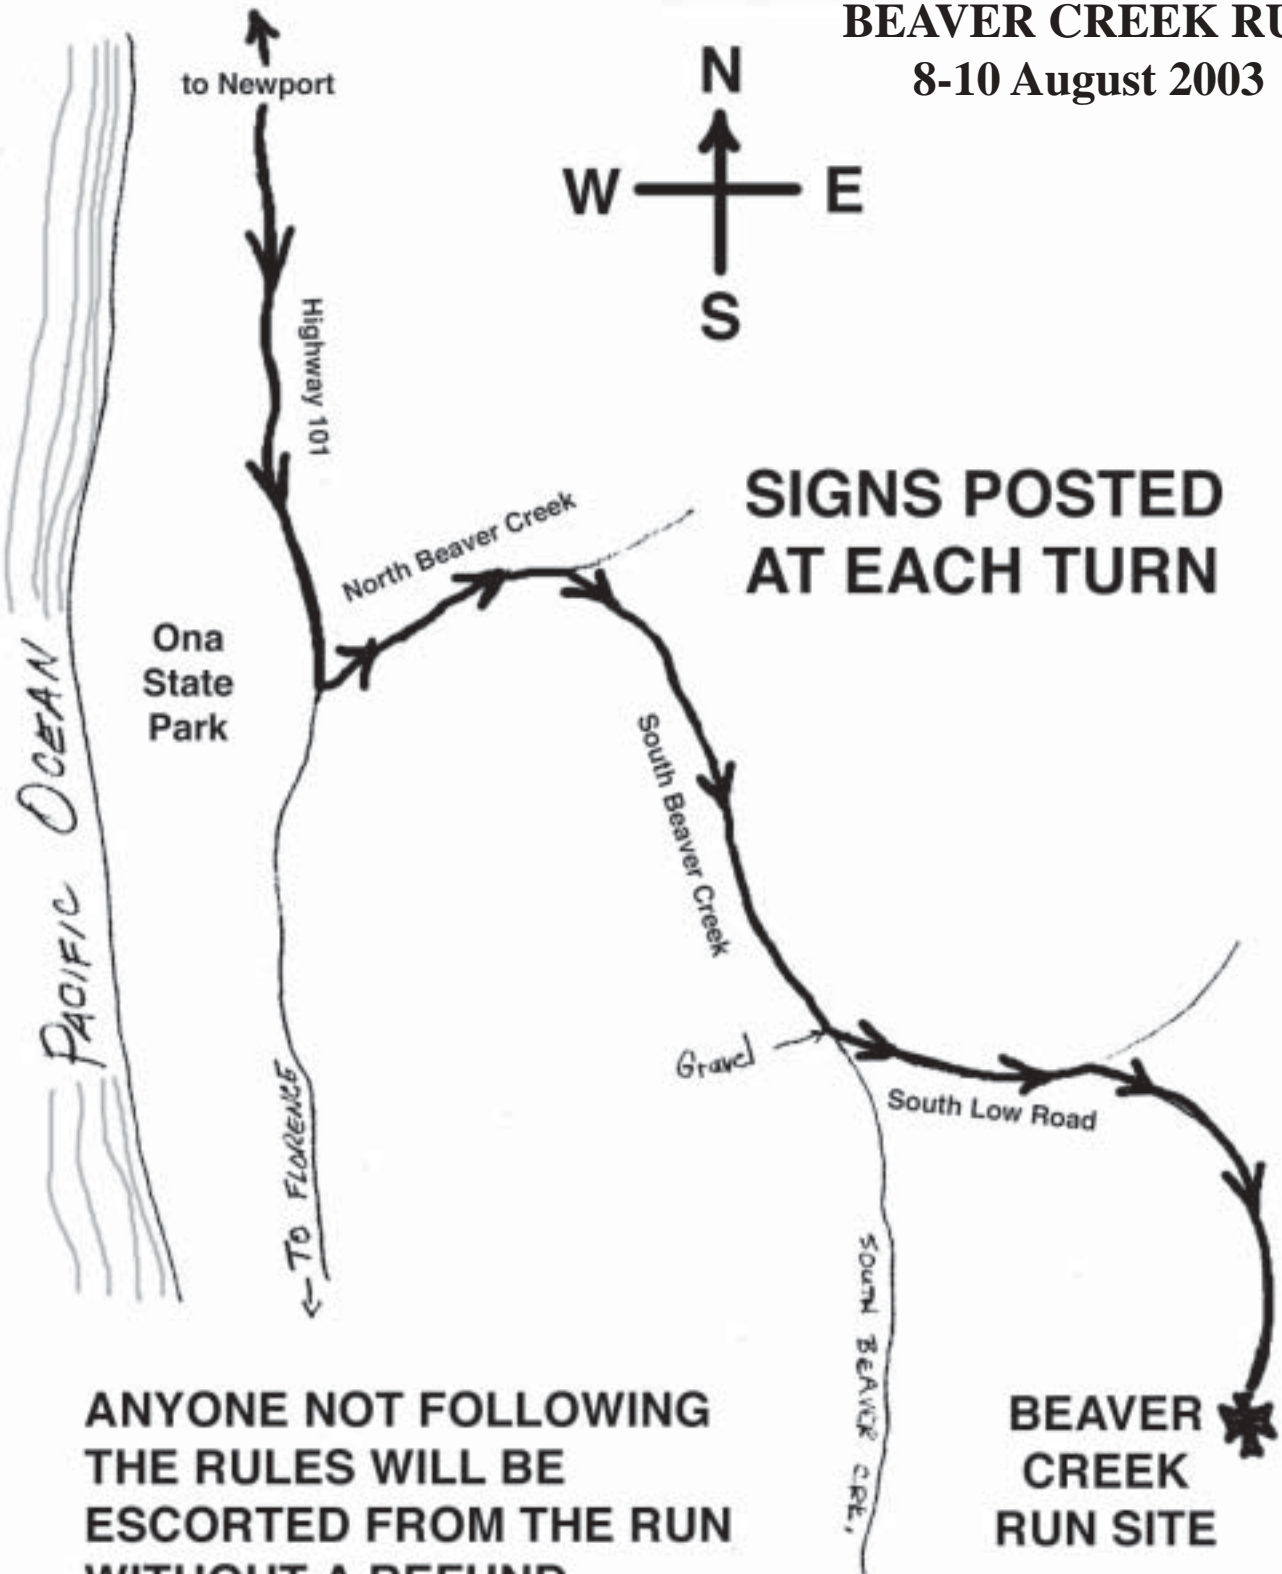 BEAVER CREEK RU
8-10 August 2003
to Newport
N
W
E
S
Highway 101
SIGNS POSTED
AT EACH TURN
North Beaver Creek
Ona
State
Park
PACIFIC OCEAN
South Beaver Creek
Gravel
South Low Road
← TO FLORENCE
SOUTH BEAVER CRK.
ANYONE NOT FOLLOWING
THE RULES WILL BE
ESCORTED FROM THE RUN
WITHOUT A REFUND
BEAVER
CREEK
RUN SITE